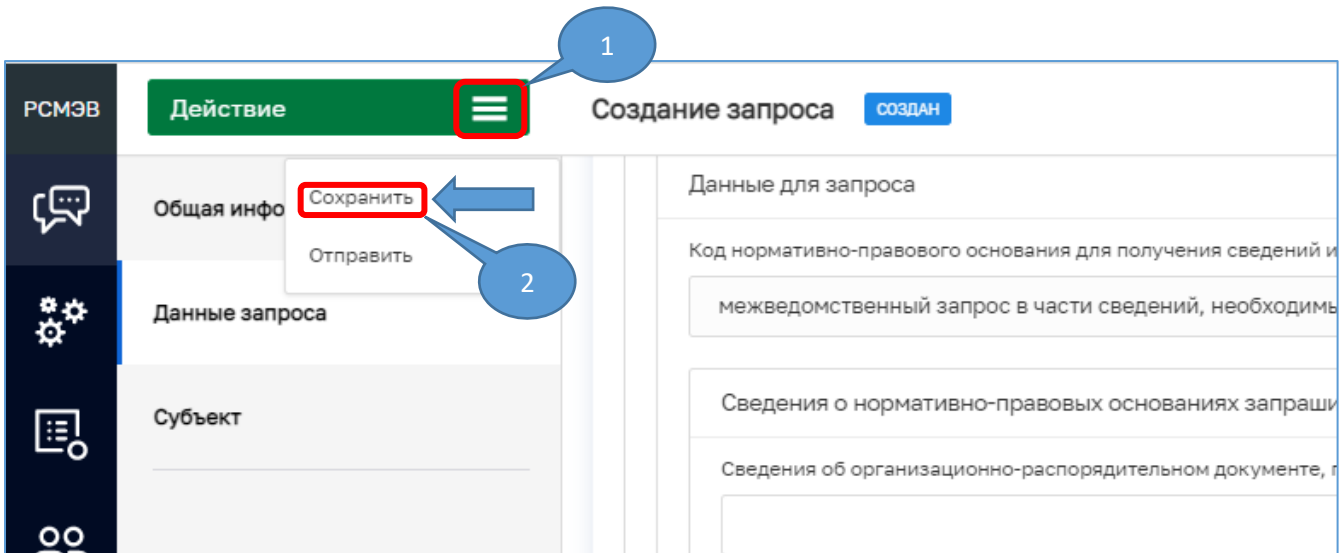 1
РСМЭВ
Действие
Создание запроса
СОЗДАН
Общая инфо
Сохранить
Отправить
2
Данные запроса
Субъект
Данные для запроса
Код нормативно-правового основания для получения сведений и
межведомственный запрос в части сведений, необходимы
Сведения о нормативно-правовых основаниях запраши
Сведения об организационно-распорядительном документе, п